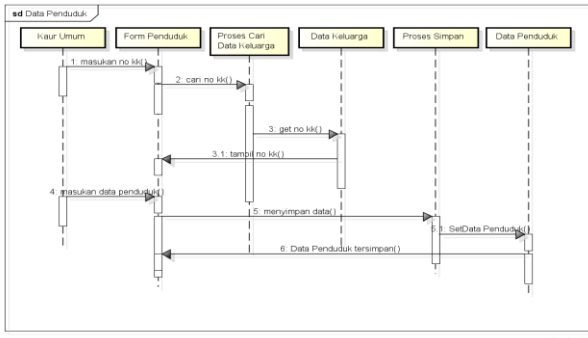 sd Data Penduduk
Kaur Umum
Form Penduduk
Proses Cari
Data Keluarga
Data Keluarga
Proses Simpan
Data Penduduk
1: masukan no kk()
2: cari no kk()
3: get no kk()
3.1: tampil no kk()
4: masukan data penduduk()
5: menyimpan data()
5.1: SetData Penduduk()
6: Data Penduduk tersimpan()